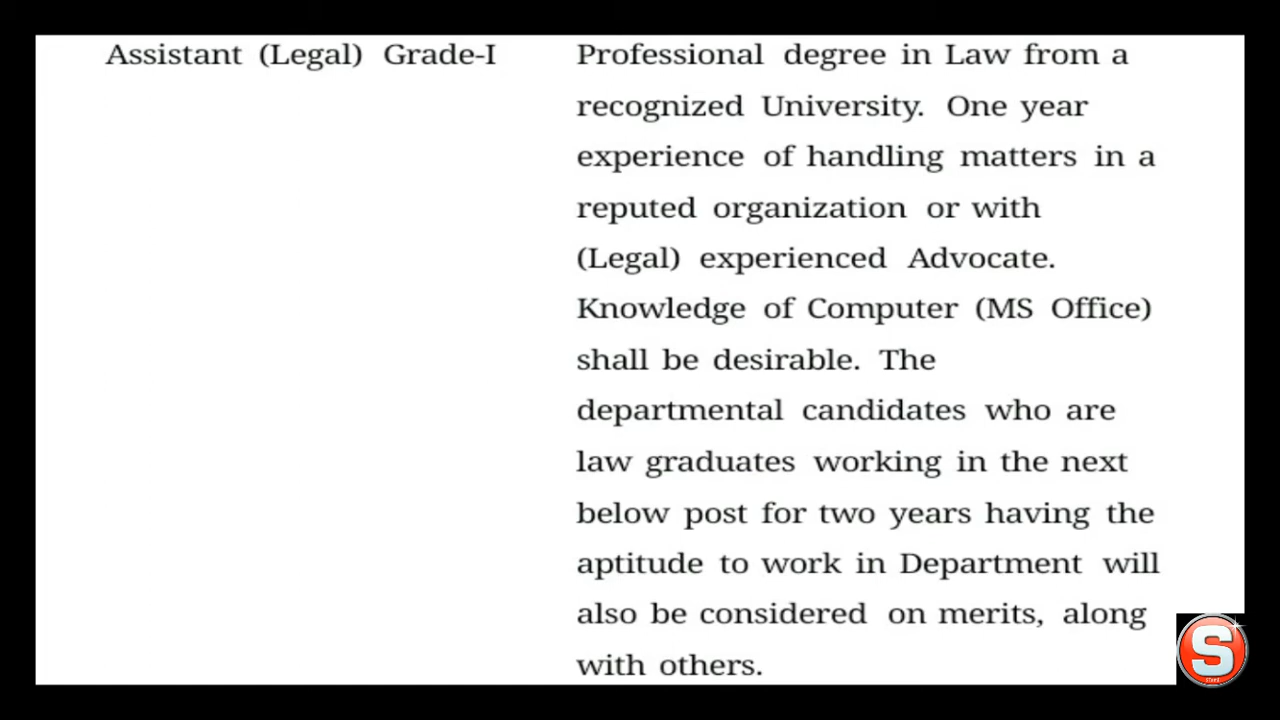 Assistant (Legal) Grade-I
Professional degree in Law from a
recognized University. One year
experience of handling matters in a
reputed organization or with
(Legal) experienced Advocate.
Knowledge of Computer (MS Office)
shall be desirable. The
departmental candidates who are
law graduates working in the next
below post for two years having the
aptitude to work in Department will
also be considered on merits, along
with others.
S